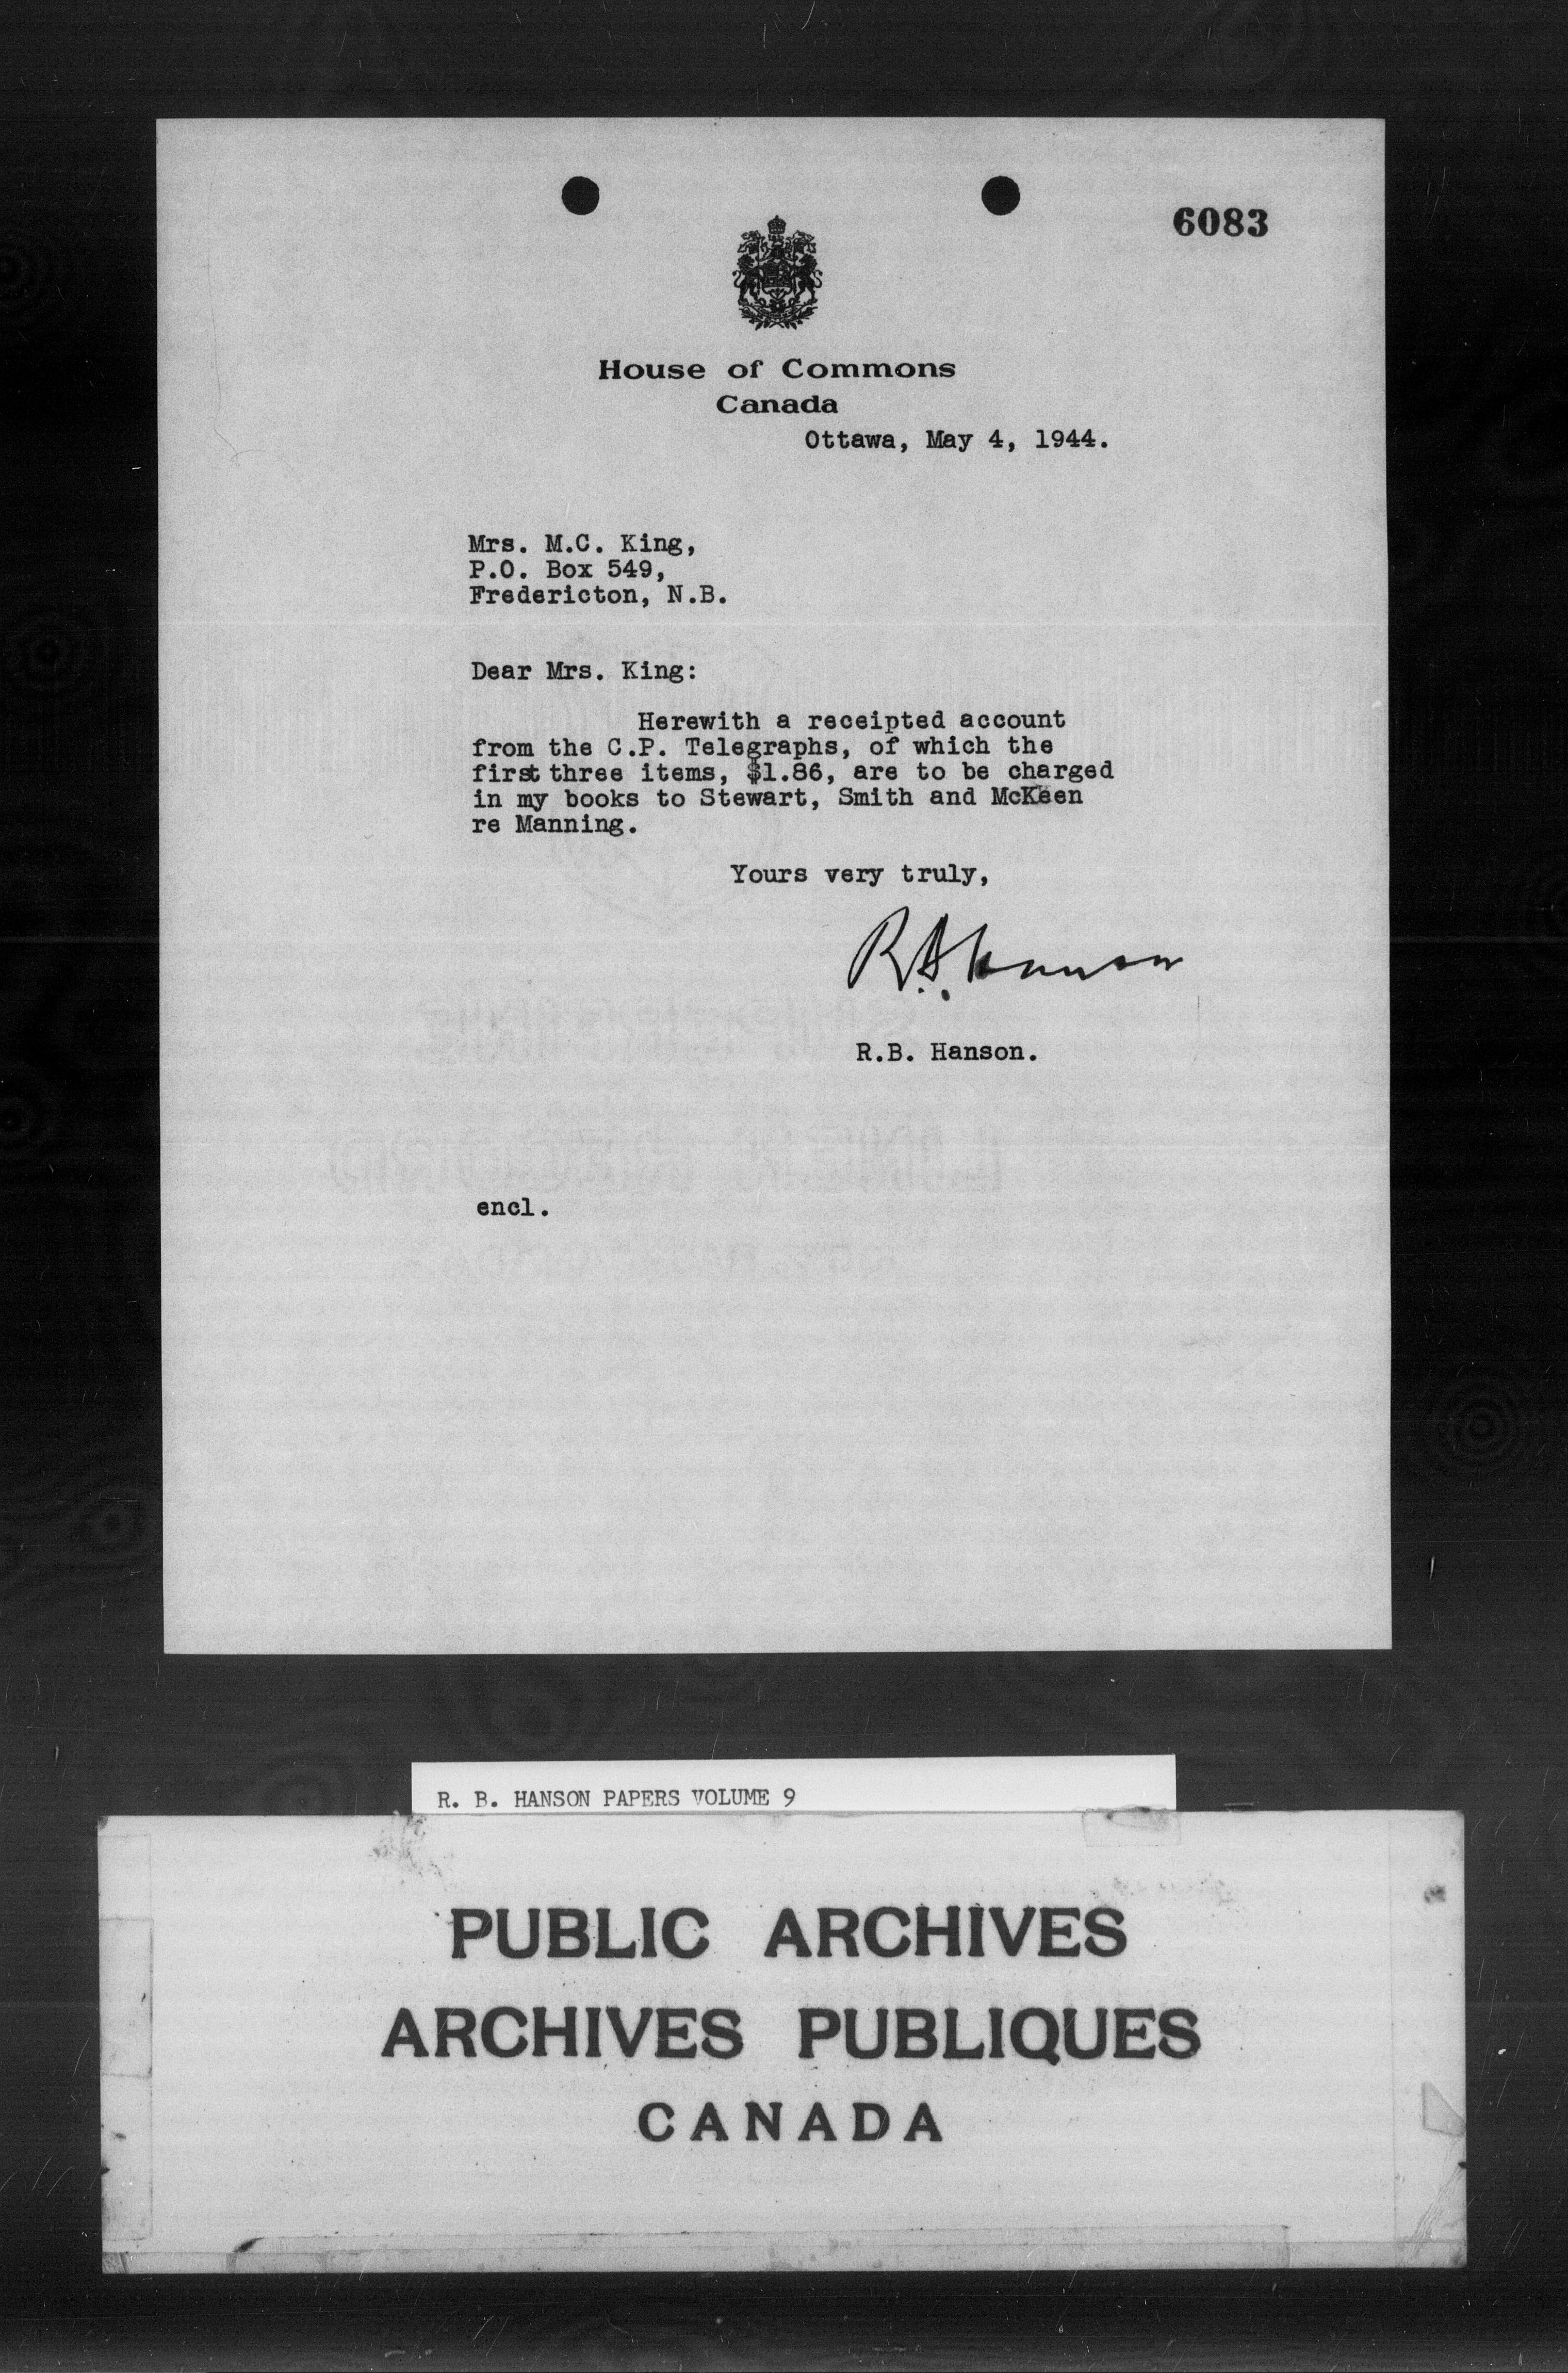 6083
House of Commons
Canada
Ottawa, May 4, 1944.
Mrs. M.C. King,
P.O. Box 549,
Fredericton, N.B.
Dear Mrs. King:
Herewith a receipted account
from the C.P. Telegraphs, of which the
first three items, $1.86, are to be charged
in my books to Stewart, Smith and McKeen
re Manning.
Yours very truly,
R.B. Hanson
R.B. Hanson.
encl.
R. B. HANSON PAPERS VOLUME 9
PUBLIC ARCHIVES
ARCHIVES PUBLIQUES
CANADA